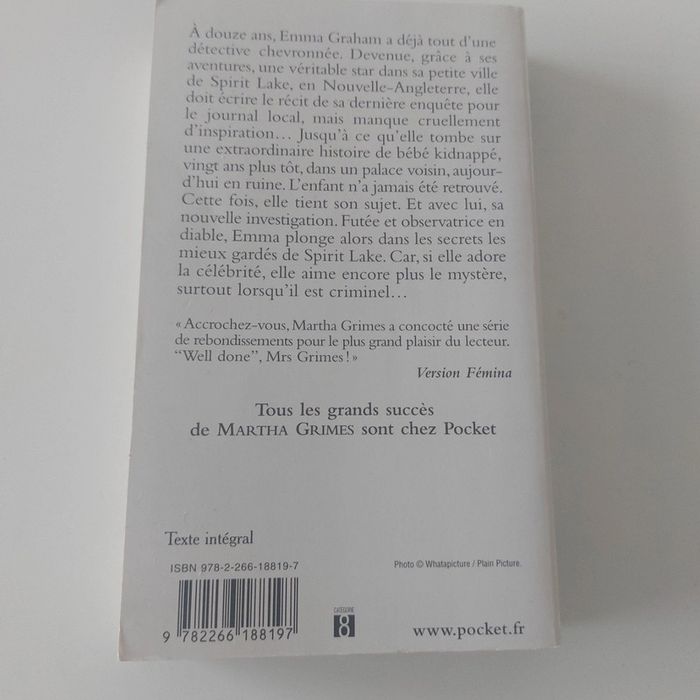 À douze ans, Emma Graham a déjà tout d'une
détective chevronnée. Devenue, grâce à ses
aventures, une véritable star dans sa petite ville
de Spirit Lake, en Nouvelle-Angleterre, elle
doit écrire le récit de sa dernière enquête pour
le journal local, mais manque cruellement
d'inspiration... Jusqu'à ce qu'elle tombe sur
une extraordinaire histoire de bébé kidnappé,
vingt ans plus tôt, dans un palace voisin, aujour-
d'hui en ruine. L'enfant n'a jamais été retrouvé.
Cette fois, elle tient son sujet. Et avec lui, sa
nouvelle investigation. Futée et observatrice en
diable, Emma plonge alors dans les secrets les
mieux gardés de Spirit Lake. Car, si elle adore
la célébrité, elle aime encore plus le mystère,
surtout lorsqu'il est criminel...
« Accrochez-vous, Martha Grimes a concocté une série
de rebondissements pour le plus grand plaisir du lecteur.
“Well done”, Mrs Grimes ! »
Version Fémina
Tous les grands succès
de MARTHA GRIMES sont chez Pocket
Texte intégral
ISBN 978-2-266-18819-7
Photo © Whatapicture / Plain Picture.
9 782266 188197
CATÉGORIE
8
www.pocket.fr